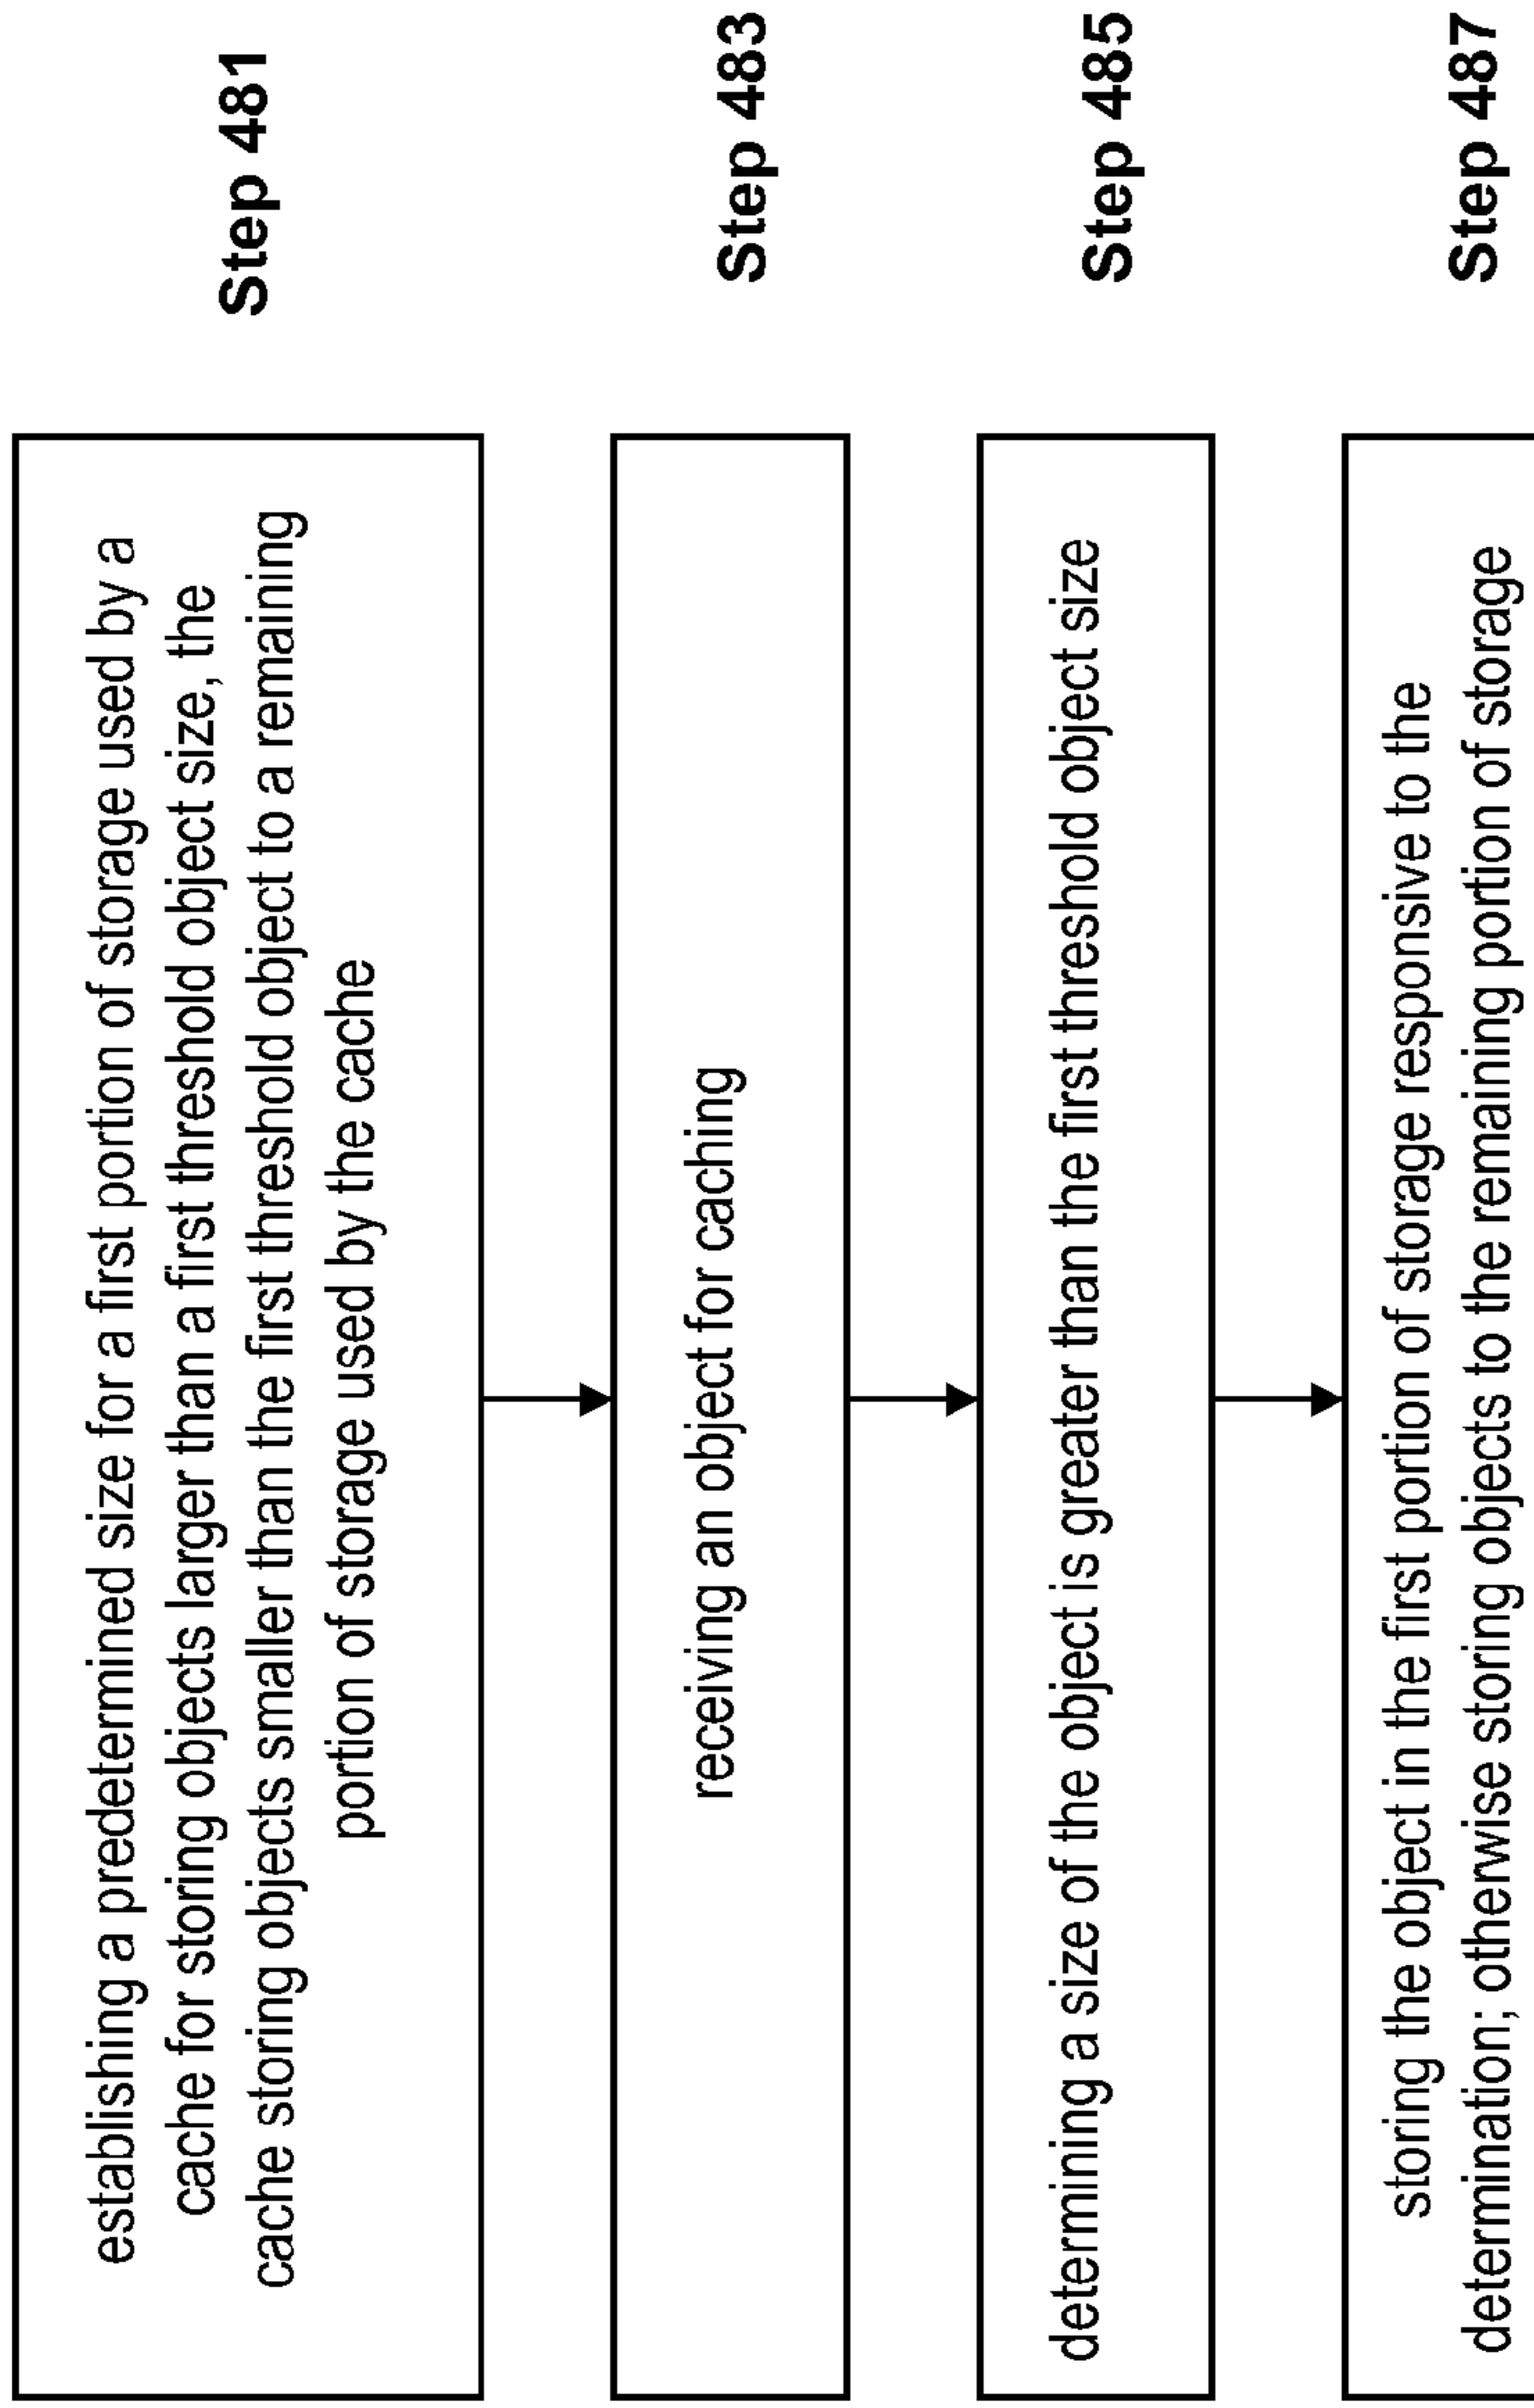 establishing a predetermined size for a first portion of storage used by a
cache for storing objects larger than a first threshold object size, the
cache storing objects smaller than the first threshold object to a remaining
portion of storage used by the cache
Step 481
receiving an object for caching
Step 483
determining a size of the object is greater than the first threshold object size
Step 485
storing the object in the first portion of storage responsive to the
determination; otherwise storing objects to the remaining portion of storage
Step 487